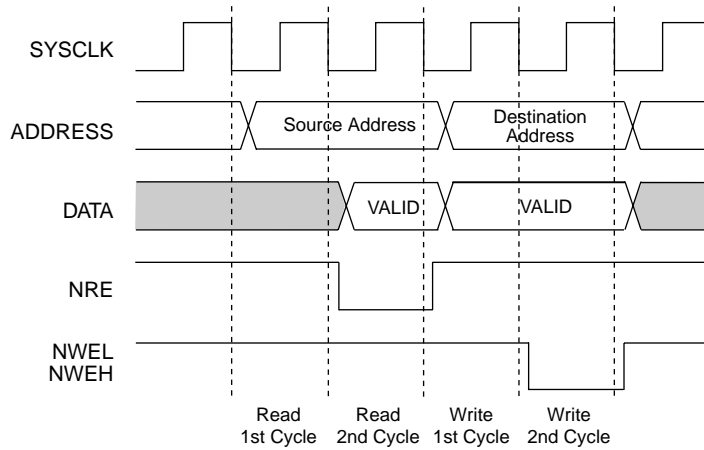 SYSCLK
ADDRESS
Source Address
Destination
Address
DATA
VALID
VALID
NRE
NWEL
NWEH
Read
1st Cycle
Read
2nd Cycle
Write
1st Cycle
Write
2nd Cycle